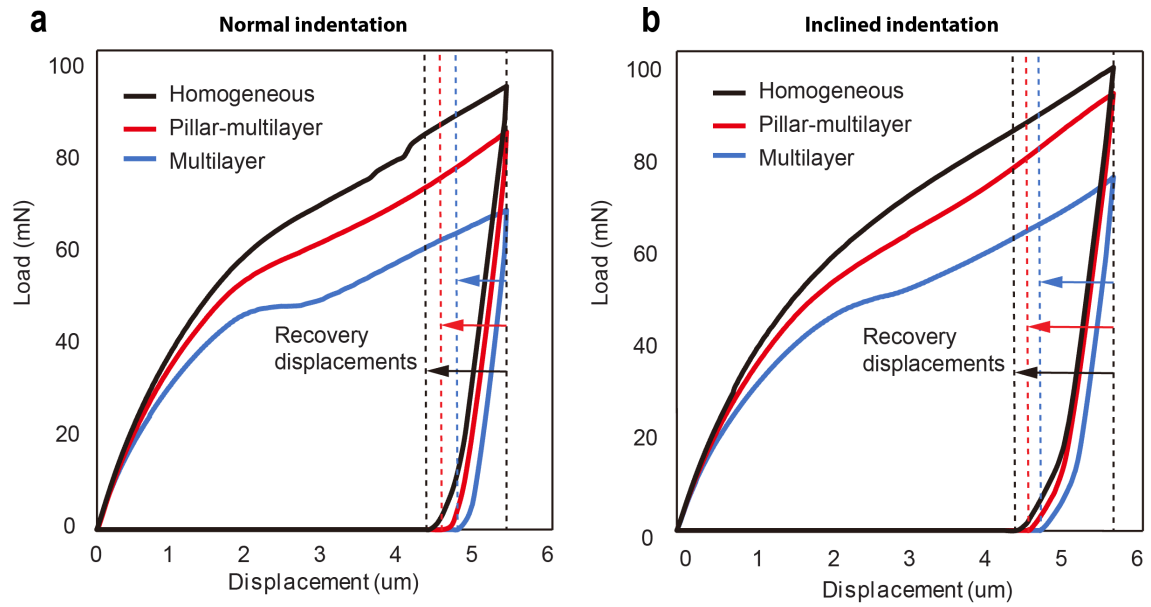 a
Normal indentation
100
80
60
40
20
0
Load (mN)
Homogeneous
Pillar-multilayer
Multilayer
Recovery
displacements
0 1 2 3 4 5 6
Displacement (um)
b
Inclined indentation
100
80
60
40
20
0
Load (mN)
Homogeneous
Pillar-multilayer
Multilayer
Recovery
displacements
0 1 2 3 4 5 6
Displacement (um)